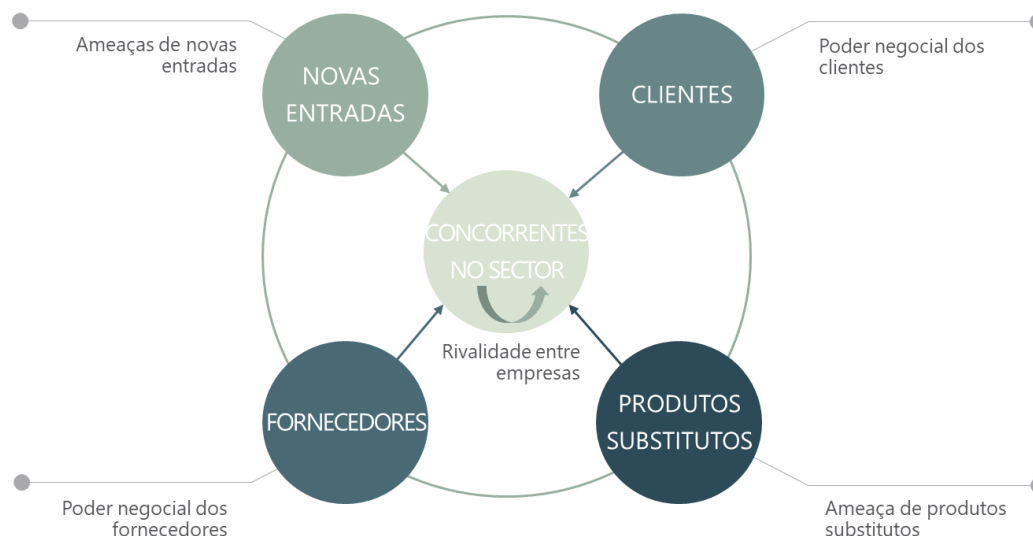 Ameaças de novas
entradas
NOVAS
ENTRADAS
CLIENTES
Poder negocial dos
clientes
CONCORRENTES
NO SECTOR
Rivalidade entre
empresas
FORNECEDORES
Poder negocial dos
fornecedores
PRODUTOS
SUBSTITUTOS
Ameaça de produtos
substitutos